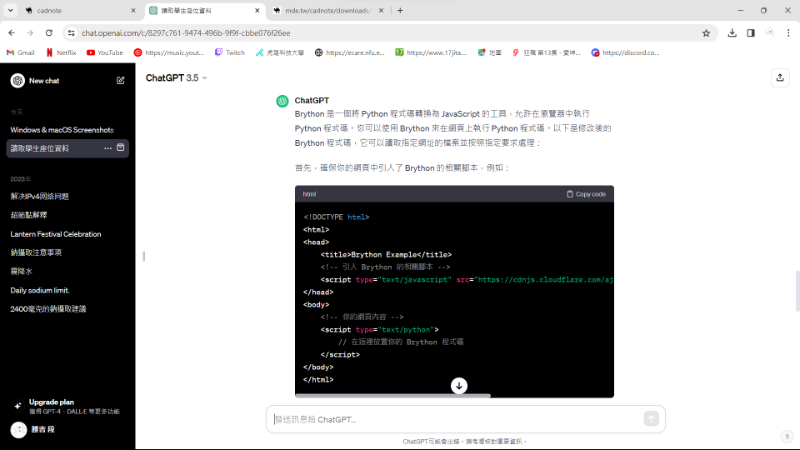 cadnote
讀取學生座位資料
mde.tw/cadnote/downloads/
chat.openai.com/c/8297c761-9474-496b-9f9f-cbbe076f26ee
Gmail
Netflix
YouTube
https://music.yout...
Twitch
虎尾科技大學
https://ecare.nfu.e...
https://www.17jita...
地圖
https://discord.co...
New chat
ChatGPT 3.5
今天
Windows & macOS Screenshots
讀取學生座位資料
2023年
解決IPv4网络问题
超節點解釋
Lantern Festival Celebration
鈉攝取注意事項
霧降水
Daily sodium limit.
2400毫克的鈉攝取建議
Upgrade plan
獲得 GPT-4、DALL·E 等更多功能
ChatGPT
Brython 是一個將 Python 程式碼轉換為 JavaScript 的工具，允許在瀏覽器中執行
Python 程式碼。你可以使用 Brython 來在網頁上執行 Python 程式碼。以下是修改後的
Brython 程式碼，它可以讀取指定網址的檔案並按照指定要求處理：
首先，確保你的網頁中引入了 Brython 的相關腳本，例如：
html
Copy code
<!DOCTYPE html>
<html>
<head>
<title>Brython Example</title>
<!-- 引入 Brython 的相關腳本 -->
<script type="text/javascript" src="https://cdnjs.cloudflare.com/aj
</head>
<body>
<!-- 你的網頁內容 -->
<script type="text/python">
// 在這裡放置你的 Brython 程式碼
</script>
</body>
</html>
發送訊息給 ChatGPT...
ChatGPT可能會出錯。請考慮核對重要資訊。
?